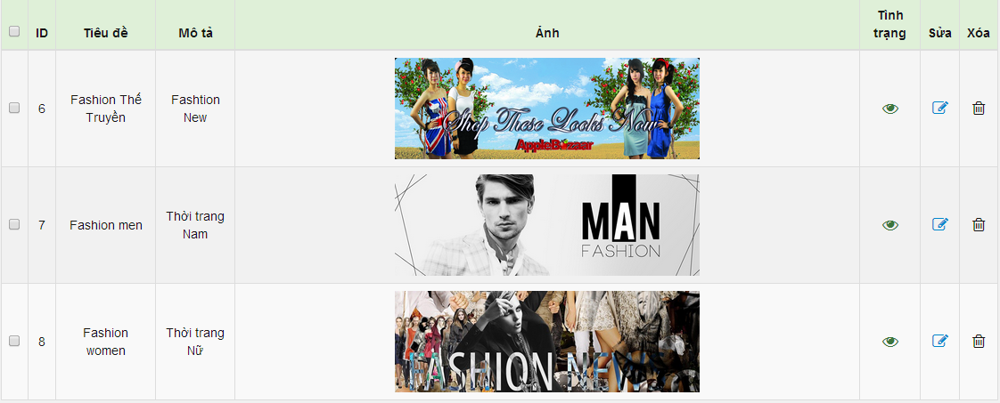 ID
Tiêu đề
Mô tả
Ảnh
Tình
trạng
Sửa
Xóa
6
Fashion Thế
Truyền
Fashtion
New
Shop These Looks Now
AppleBazaar
7
Fashion men
Thời trang
Nam
MAN
FASHION
8
Fashion
women
Thời trang
Nữ
FASHION NEW